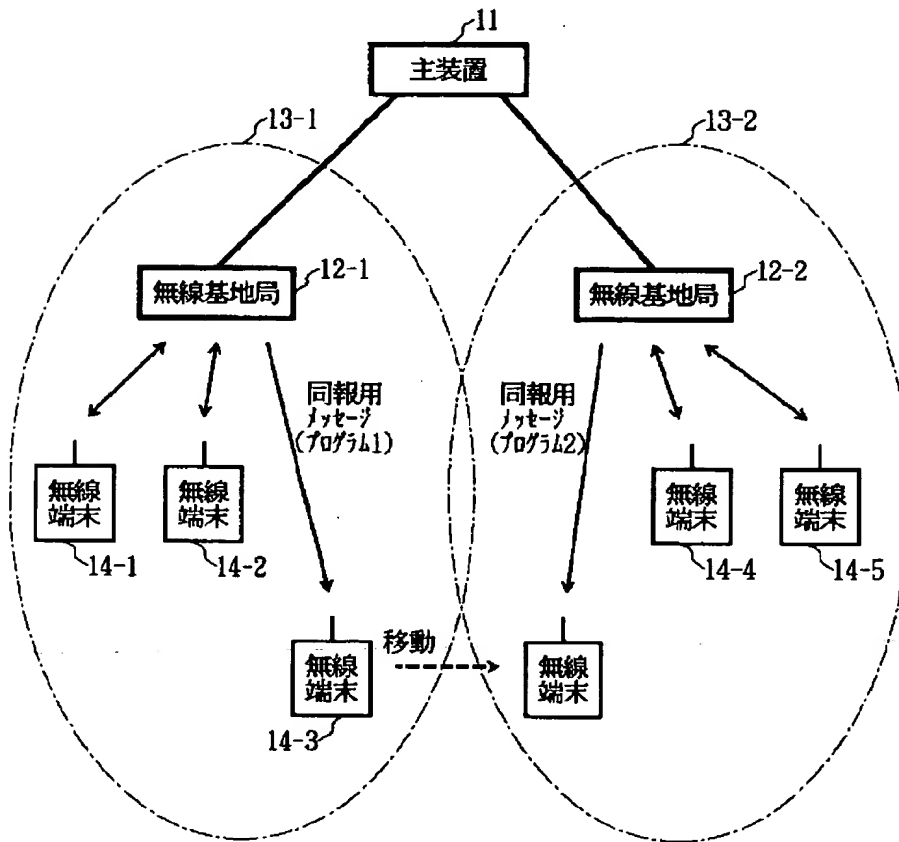 11
主装置
13-1
13-2
無線基地局
12-1
無線基地局
12-2
同報用
メッセージ
(プログラム1)
同報用
メッセージ
(プログラム2)
無線
端末
14-1
無線
端末
14-2
無線
端末
14-4
無線
端末
14-5
無線
端末
14-3
移動
無線
端末